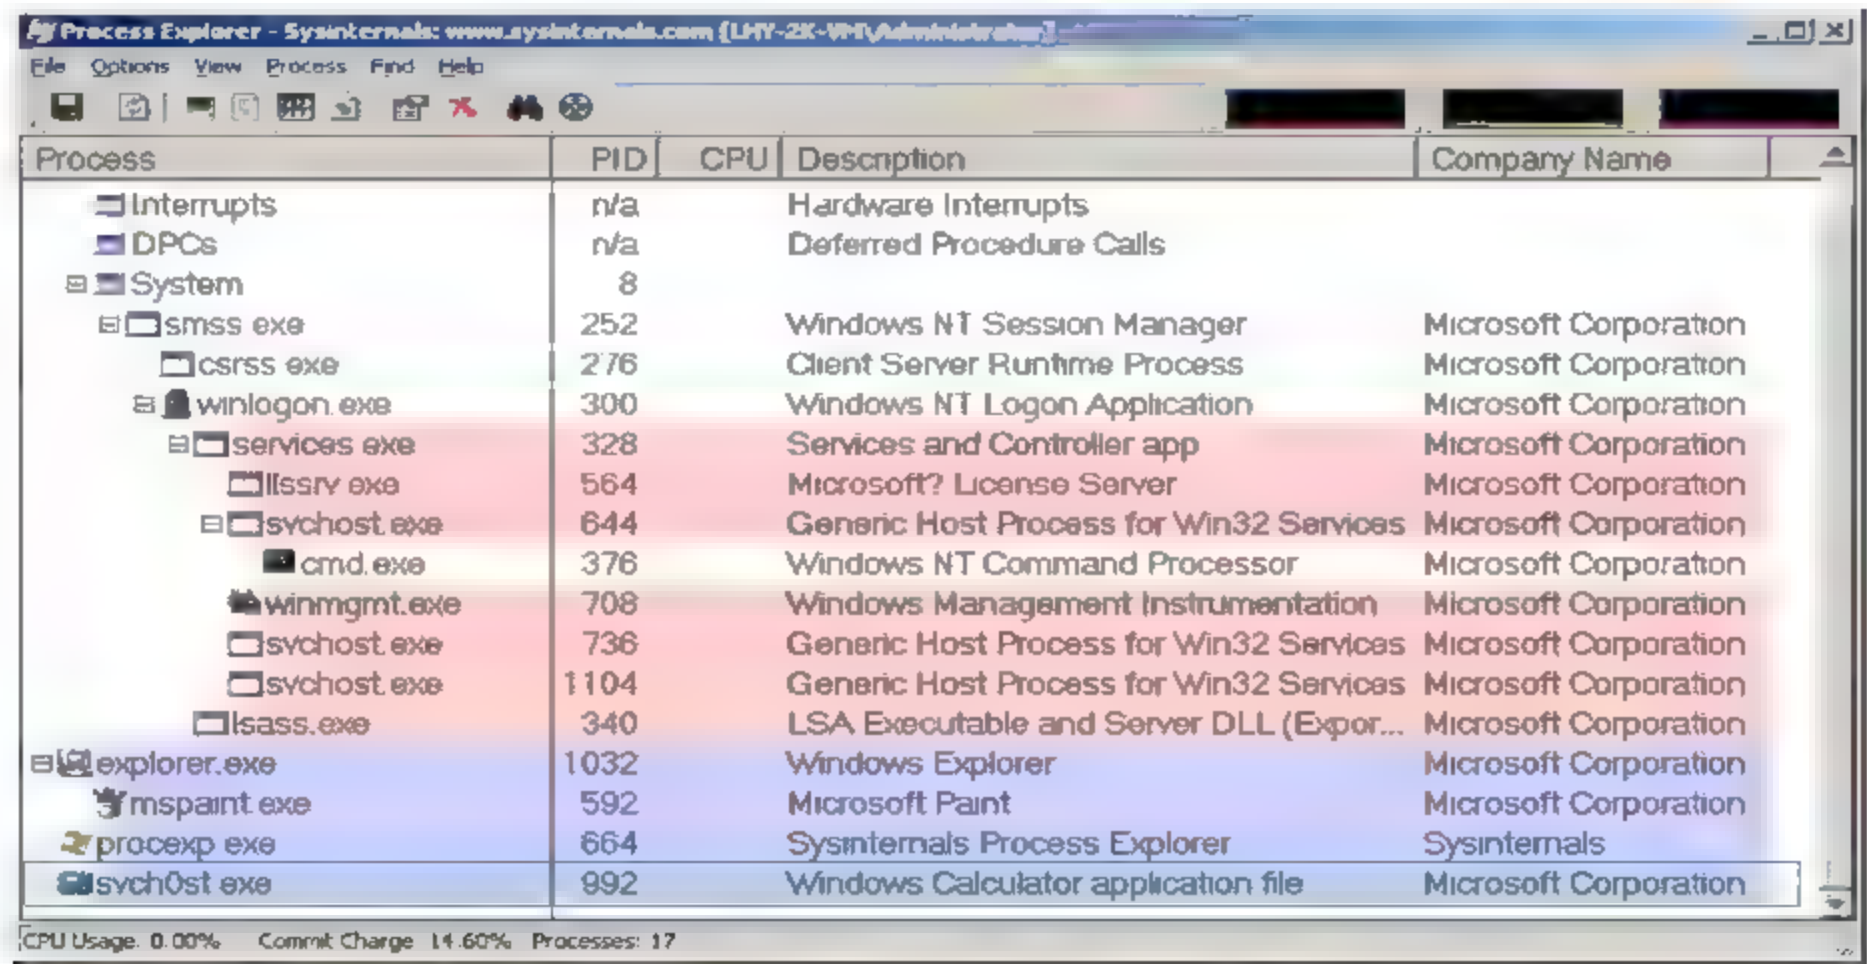 Process Explorer - Sysinternals: www.sysinternals.com [LHY-2K-VM1\Administrator]
File Options View Process Find Help
Process PID CPU Description Company Name
Interrupts n/a Hardware Interrupts
DPCs n/a Deferred Procedure Calls
System 8
smss.exe 252 Windows NT Session Manager Microsoft Corporation
csrss.exe 276 Client Server Runtime Process Microsoft Corporation
winlogon.exe 300 Windows NT Logon Application Microsoft Corporation
services.exe 328 Services and Controller app Microsoft Corporation
llssrv.exe 564 Microsoft? License Server Microsoft Corporation
svchost.exe 644 Generic Host Process for Win32 Services Microsoft Corporation
cmd.exe 376 Windows NT Command Processor Microsoft Corporation
winmgmt.exe 708 Windows Management Instrumentation Microsoft Corporation
svchost.exe 736 Generic Host Process for Win32 Services Microsoft Corporation
svchost.exe 1104 Generic Host Process for Win32 Services Microsoft Corporation
lsass.exe 340 LSA Executable and Server DLL (Expor... Microsoft Corporation
explorer.exe 1032 Windows Explorer Microsoft Corporation
mspaint.exe 592 Microsoft Paint Microsoft Corporation
procexp.exe 664 Sysinternals Process Explorer Sysinternals
svch0st.exe 992 Windows Calculator application file Microsoft Corporation
CPU Usage: 0.00% Commit Charge: 14.60% Processes: 17